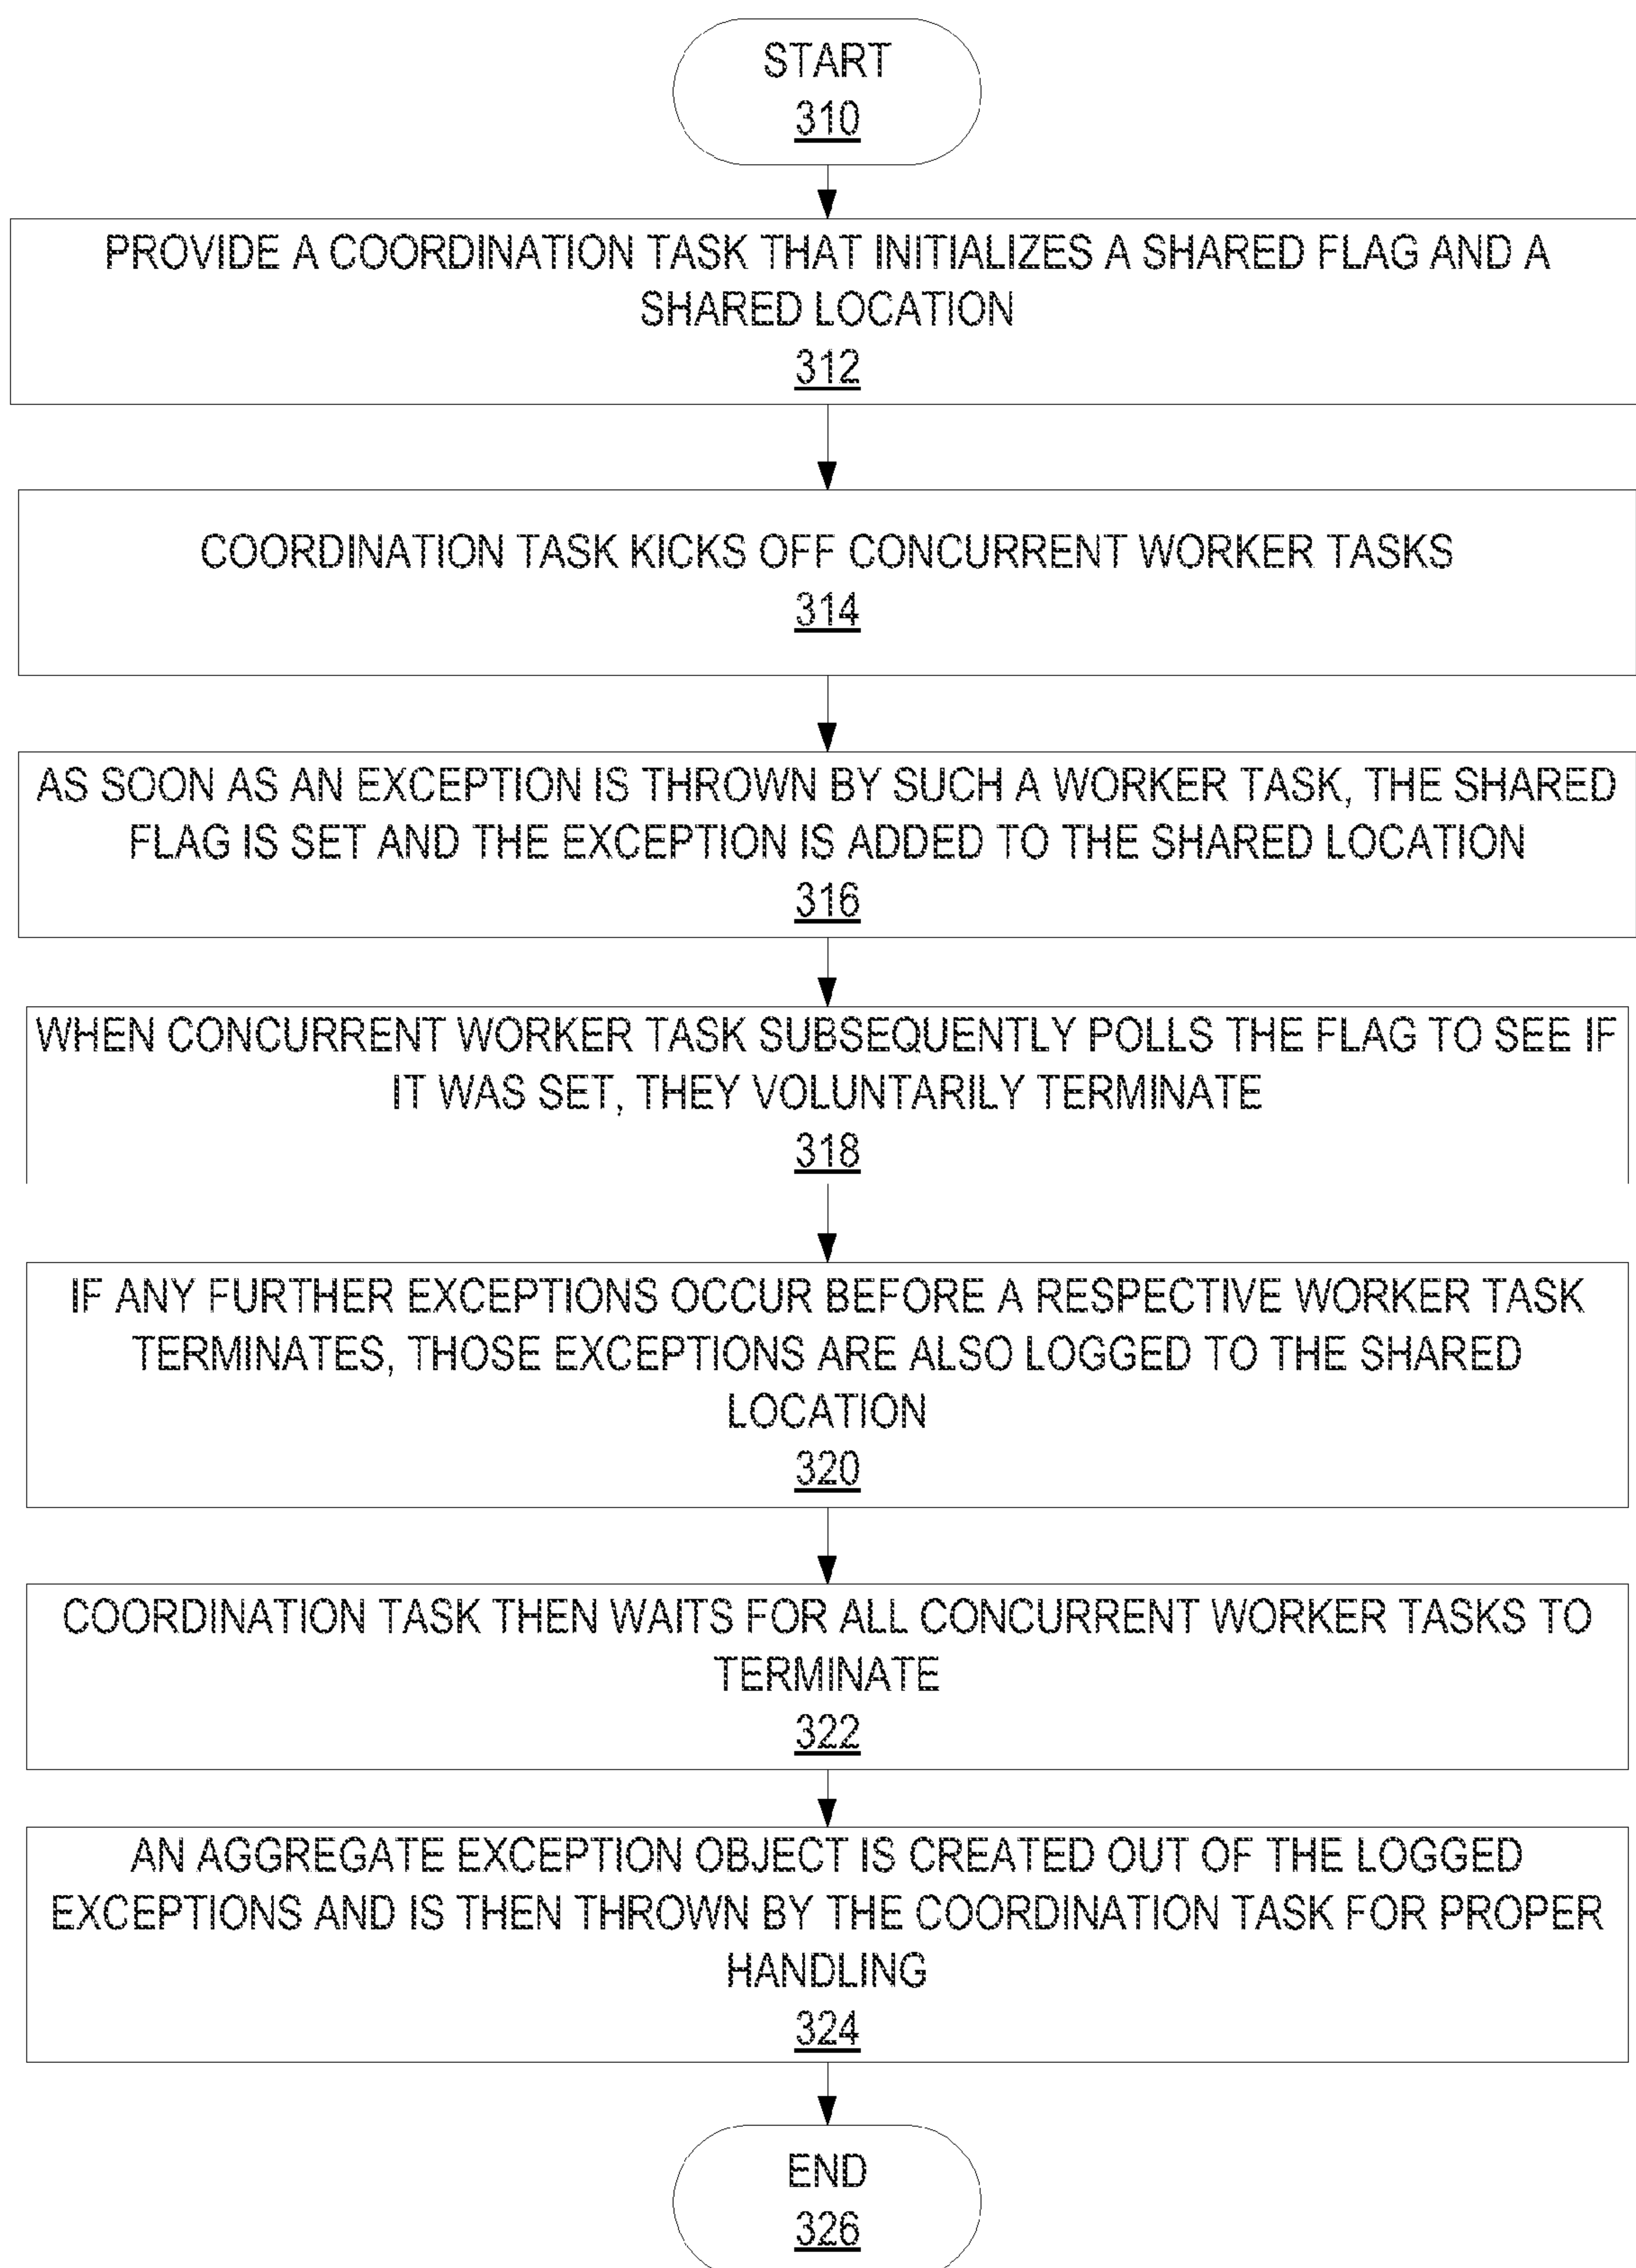 START
310
PROVIDE A COORDINATION TASK THAT INITIALIZES A SHARED FLAG AND A
SHARED LOCATION
312
COORDINATION TASK KICKS OFF CONCURRENT WORKER TASKS
314
AS SOON AS AN EXCEPTION IS THROWN BY SUCH A WORKER TASK, THE SHARED
FLAG IS SET AND THE EXCEPTION IS ADDED TO THE SHARED LOCATION
316
WHEN CONCURRENT WORKER TASK SUBSEQUENTLY POLLS THE FLAG TO SEE IF
IT WAS SET, THEY VOLUNTARILY TERMINATE
318
IF ANY FURTHER EXCEPTIONS OCCUR BEFORE A RESPECTIVE WORKER TASK
TERMINATES, THOSE EXCEPTIONS ARE ALSO LOGGED TO THE SHARED
LOCATION
320
COORDINATION TASK THEN WAITS FOR ALL CONCURRENT WORKER TASKS TO
TERMINATE
322
AN AGGREGATE EXCEPTION OBJECT IS CREATED OUT OF THE LOGGED
EXCEPTIONS AND IS THEN THROWN BY THE COORDINATION TASK FOR PROPER
HANDLING
324
END
326